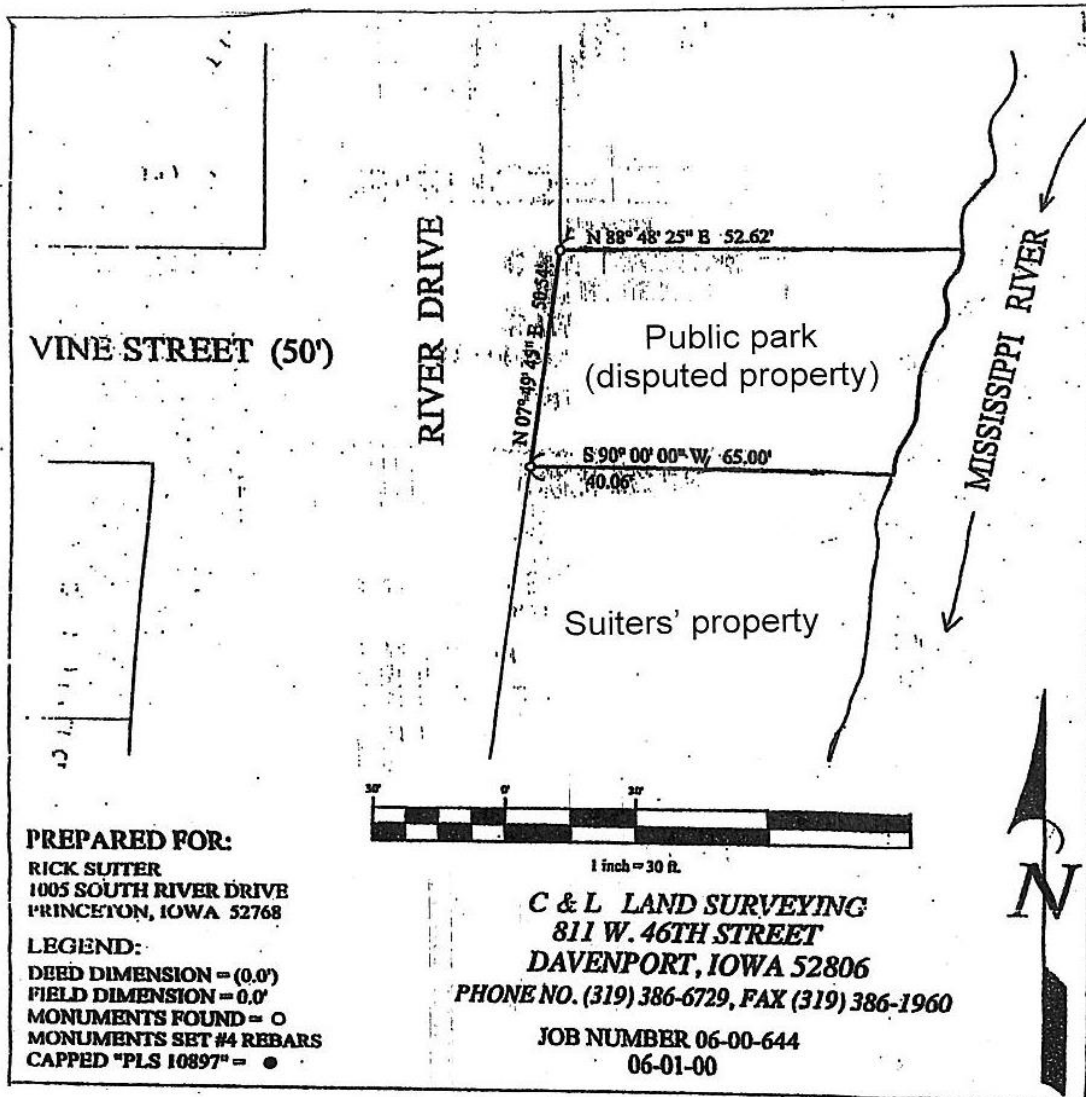 N 88° 48' 25" E 52.62'
RIVER DRIVE
N 07° 49' 45" E 50.54'
VINE STREET (50')
Public park
(disputed property)
MISSISSIPPI RIVER
S 90° 00' 00" W 65.00'
40.06'
Suiters' property
30' 0' 30'
1 inch = 30 ft.
PREPARED FOR:
RICK SUITER
1005 SOUTH RIVER DRIVE
PRINCETON, IOWA 52768
LEGEND:
DEED DIMENSION = (0.0')
FIELD DIMENSION = 0.0'
MONUMENTS FOUND = O
MONUMENTS SET #4 REBARS
CAPPED "PLS 10897" = ●
C & L LAND SURVEYING
811 W. 46TH STREET
DAVENPORT, IOWA 52806
PHONE NO. (319) 386-6729, FAX (319) 386-1960
JOB NUMBER 06-00-644
06-01-00
N